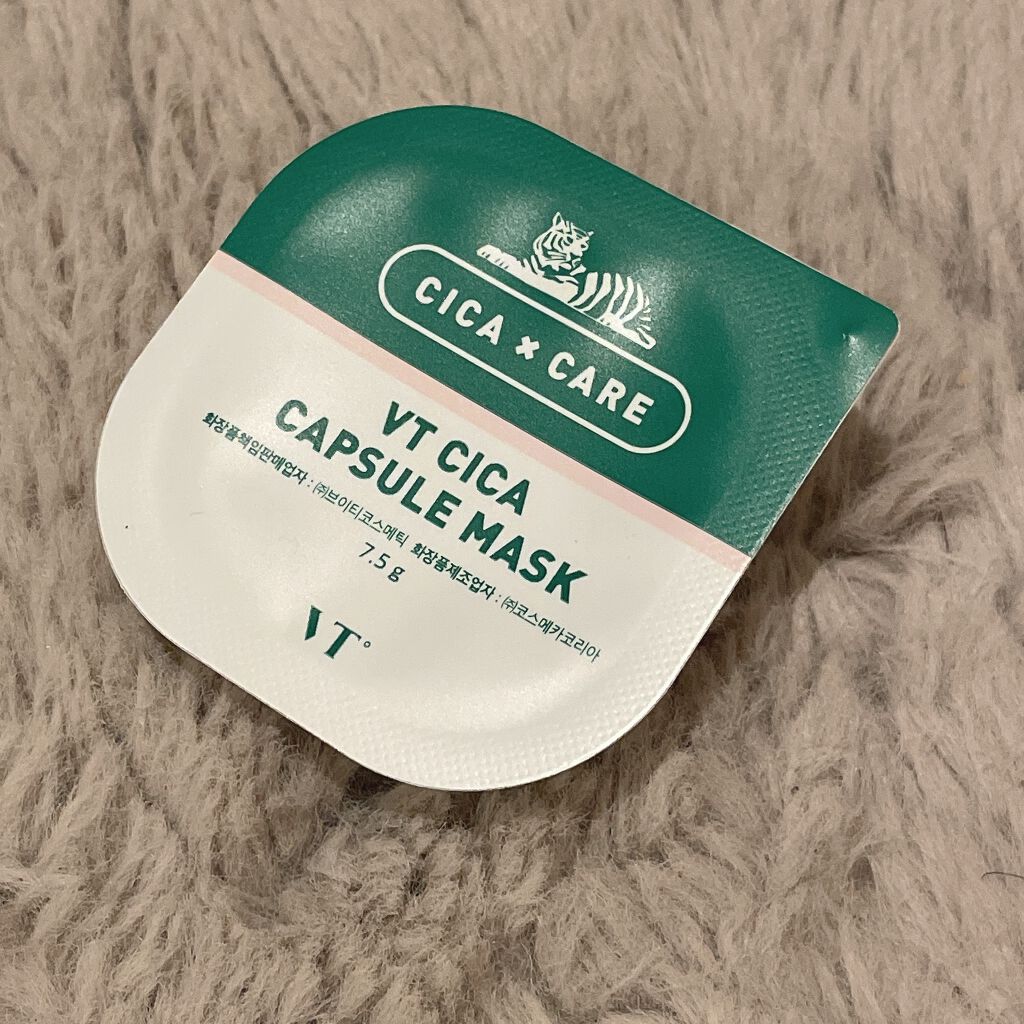 CICA × CARE
VT CICA
CAPSULE MASK
화장품책임판매업자 : ㈜브이티코스메틱 화장품제조업자 : ㈜코스메카코리아
7.5 g
VT